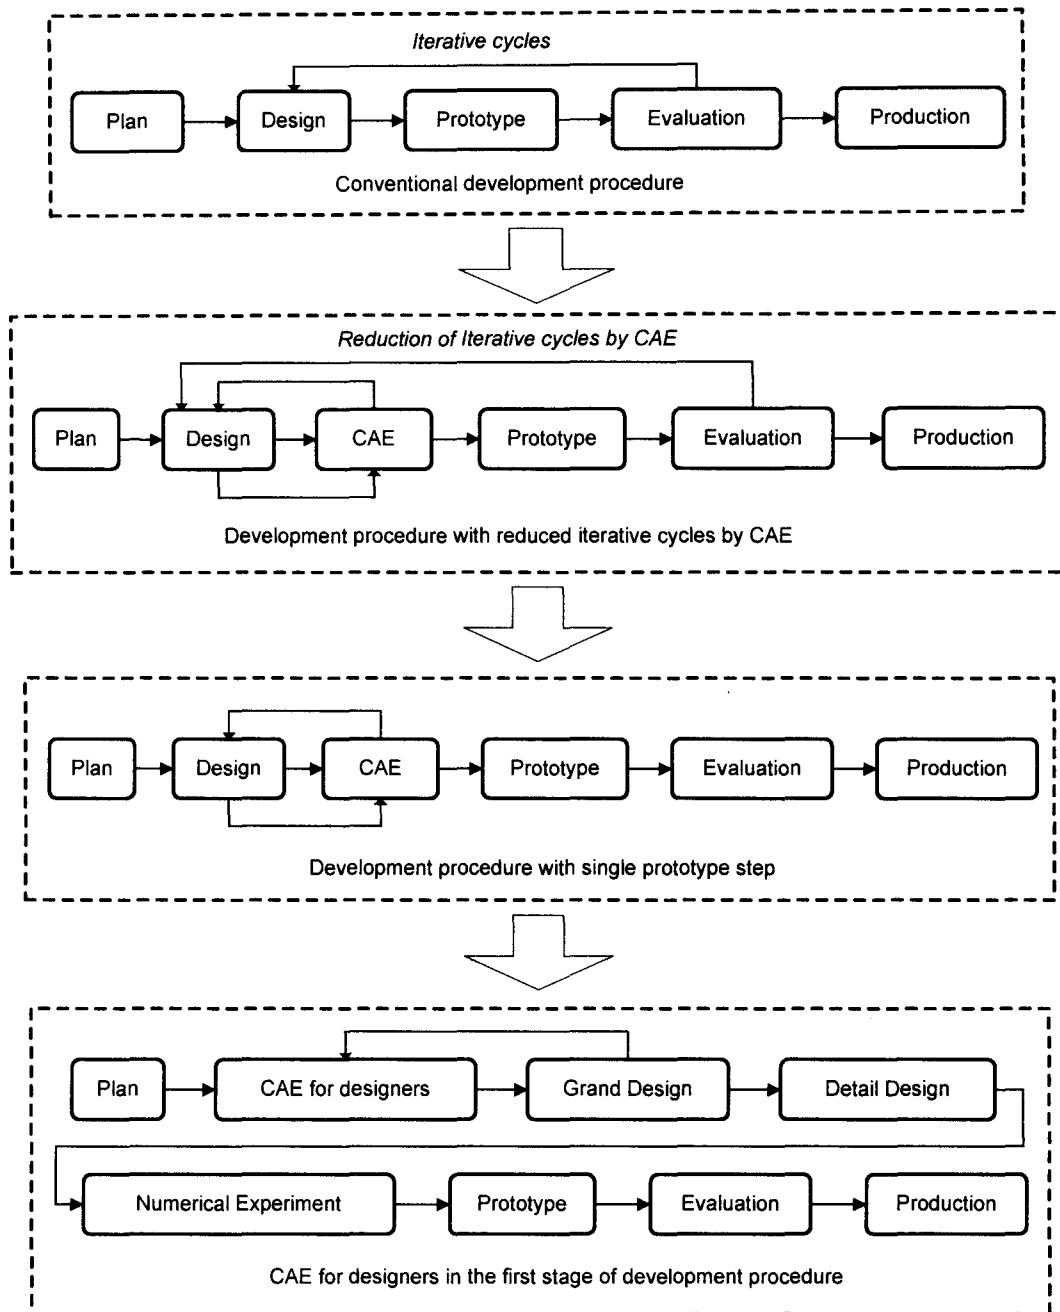 Iterative cycles
Plan
Design
Prototype
Evaluation
Production
Conventional development procedure
Reduction of Iterative cycles by CAE
Plan
Design
CAE
Prototype
Evaluation
Production
Development procedure with reduced iterative cycles by CAE
Plan
Design
CAE
Prototype
Evaluation
Production
Development procedure with single prototype step
Plan
CAE for designers
Grand Design
Detail Design
Numerical Experiment
Prototype
Evaluation
Production
CAE for designers in the first stage of development procedure